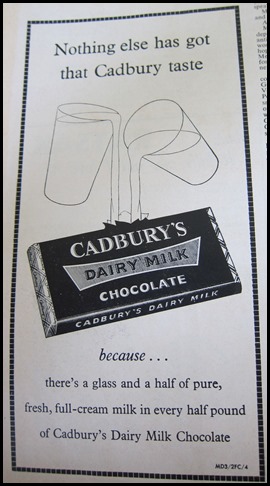 Nothing else has got
that Cadbury taste
CADBURY'S
DAIRY MILK
CHOCOLATE
CADBURY'S DAIRY MILK
because . . .
there's a glass and a half of pure,
fresh, full-cream milk in every half pound
of Cadbury's Dairy Milk Chocolate
MD3/2FC/4